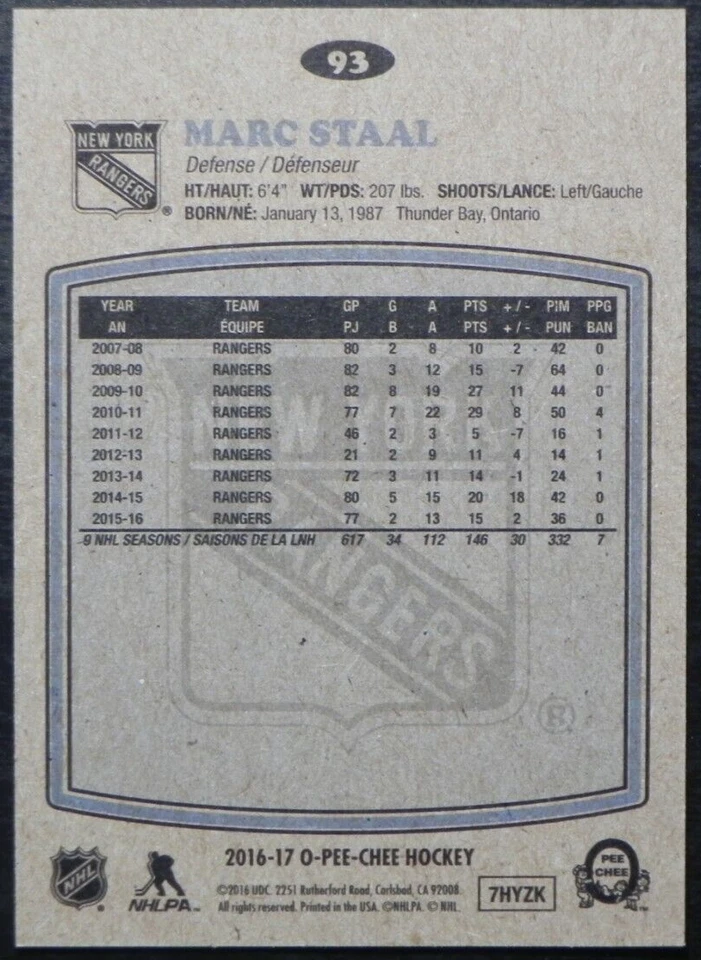 93
NEW YORK
RANGERS
®
MARC STAAL
Defense / Défenseur
HT/HAUT: 6'4" WT/PDS: 207 lbs. SHOOTS/LANCE: Left/Gauche
BORN/NÉ: January 13, 1987 Thunder Bay, Ontario
YEAR TEAM GP G A PTS + / - PIM PPG
AN ÉQUIPE PJ B A PTS + / - PUN BAN
2007-08 RANGERS 80 2 8 10 2 42 0
2008-09 RANGERS 82 3 12 15 -7 64 0
2009-10 RANGERS 82 8 19 27 11 44 0
2010-11 RANGERS 77 7 22 29 8 50 4
2011-12 RANGERS 46 2 3 5 -7 16 1
2012-13 RANGERS 21 2 9 11 4 14 1
2013-14 RANGERS 72 3 11 14 -1 24 1
2014-15 RANGERS 80 5 15 20 18 42 0
2015-16 RANGERS 77 2 13 15 2 36 0
9 NHL SEASONS / SAISONS DE LA LNH 617 34 112 146 30 332 7
NEW YORK
RANGERS
®
NHL
NHLPA
2016-17 O-PEE-CHEE HOCKEY
©2016 UDC. 2251 Rutherford Road, Carlsbad, CA 92008.
All rights reserved. Printed in the USA. ©NHLPA. © NHL.
7HYZK
O
PEE
CHEE